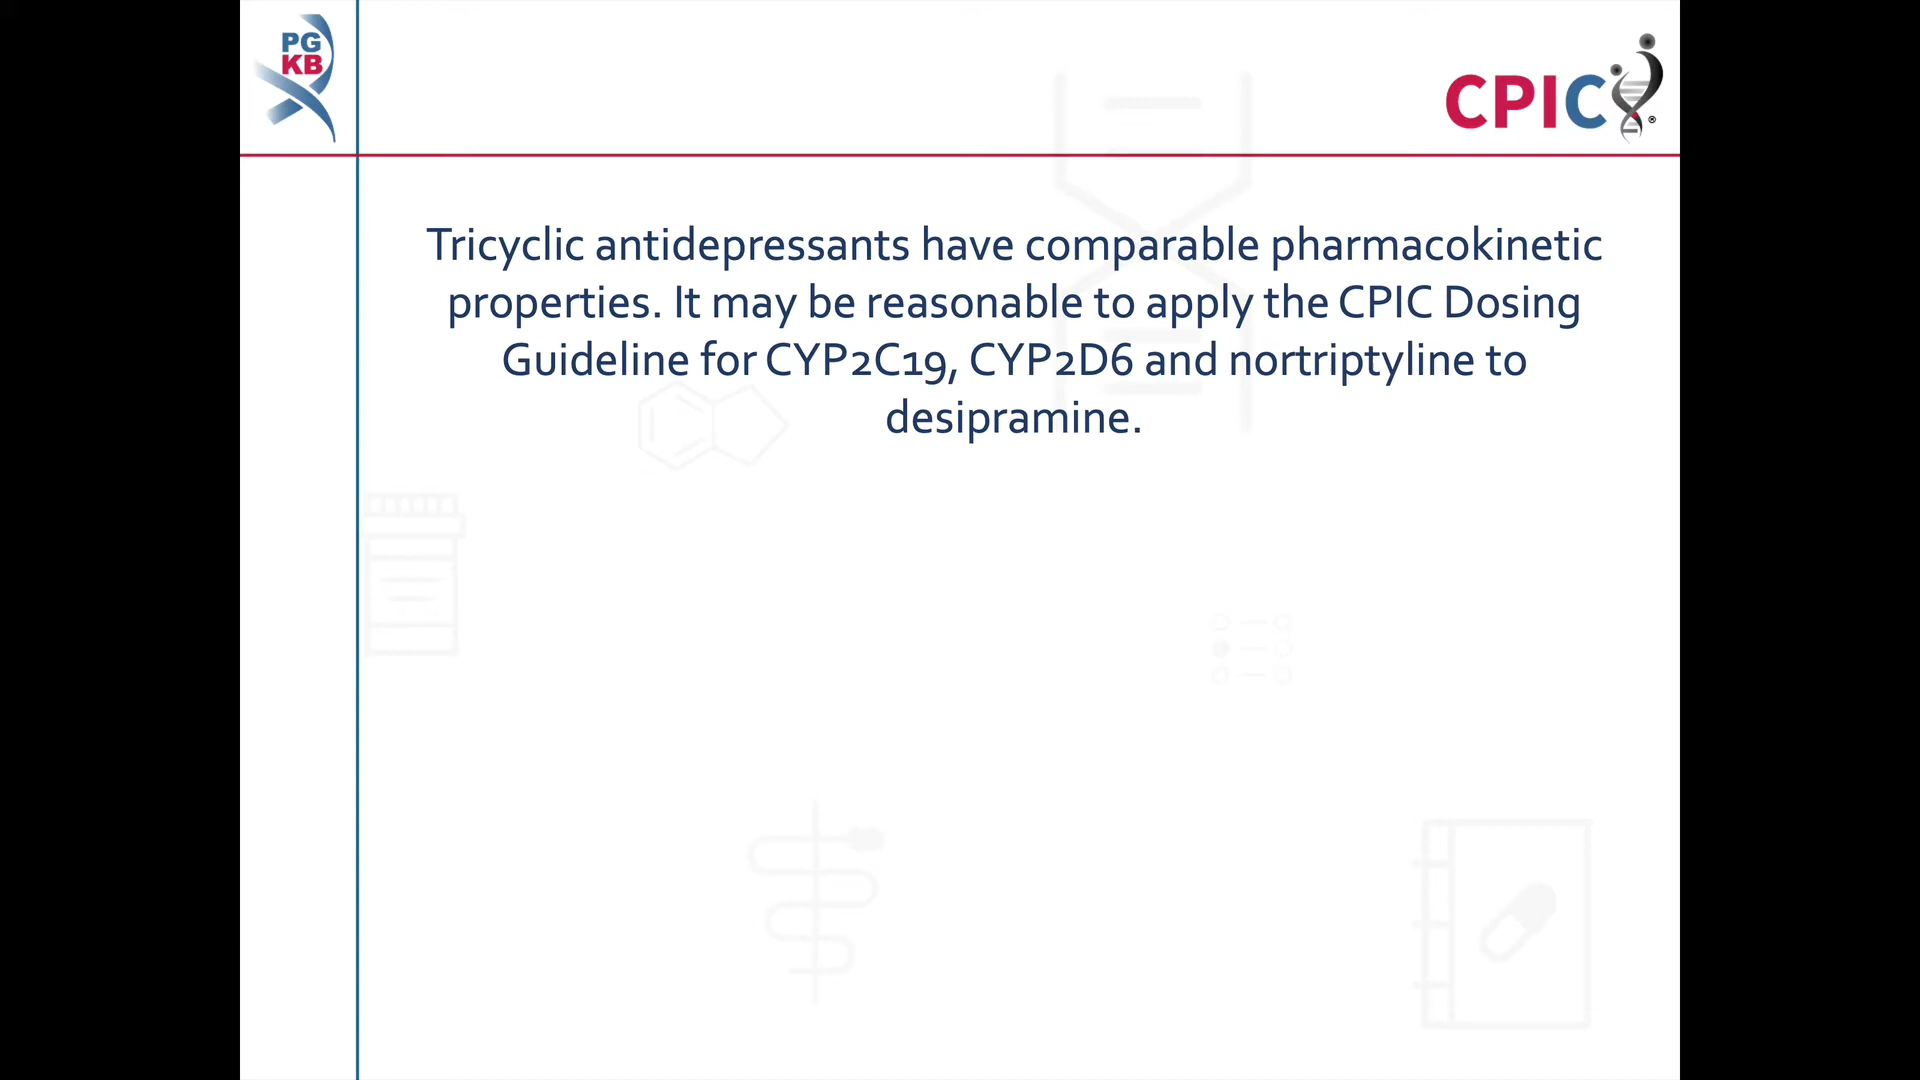 PG
KB
CPIC®
Tricyclic antidepressants have comparable pharmacokinetic
properties. It may be reasonable to apply the CPIC Dosing
Guideline for CYP2C19, CYP2D6 and nortriptyline to
desipramine.